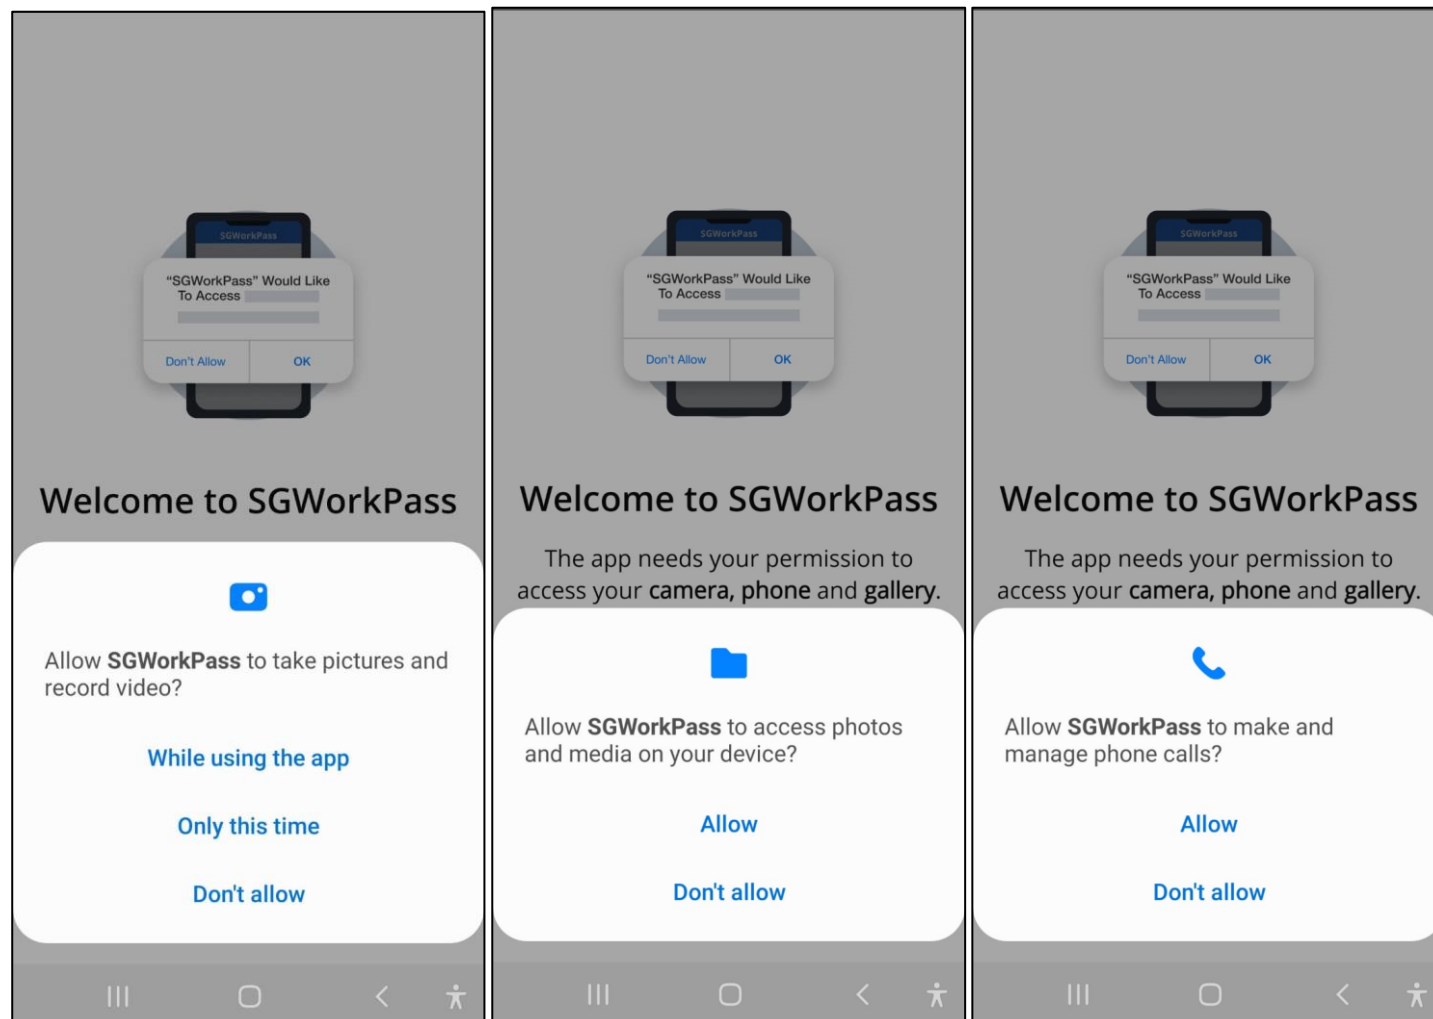 SGWorkPass
“SGWorkPass” Would Like
To Access
Don't Allow
OK
Welcome to SGWorkPass
Allow SGWorkPass to take pictures and
record video?
While using the app
Only this time
Don't allow
SGWorkPass
“SGWorkPass” Would Like
To Access
Don't Allow
OK
Welcome to SGWorkPass
The app needs your permission to
access your camera, phone and gallery.
Allow SGWorkPass to access photos
and media on your device?
Allow
Don't allow
SGWorkPass
“SGWorkPass” Would Like
To Access
Don't Allow
OK
Welcome to SGWorkPass
The app needs your permission to
access your camera, phone and gallery.
Allow SGWorkPass to make and
manage phone calls?
Allow
Don't allow